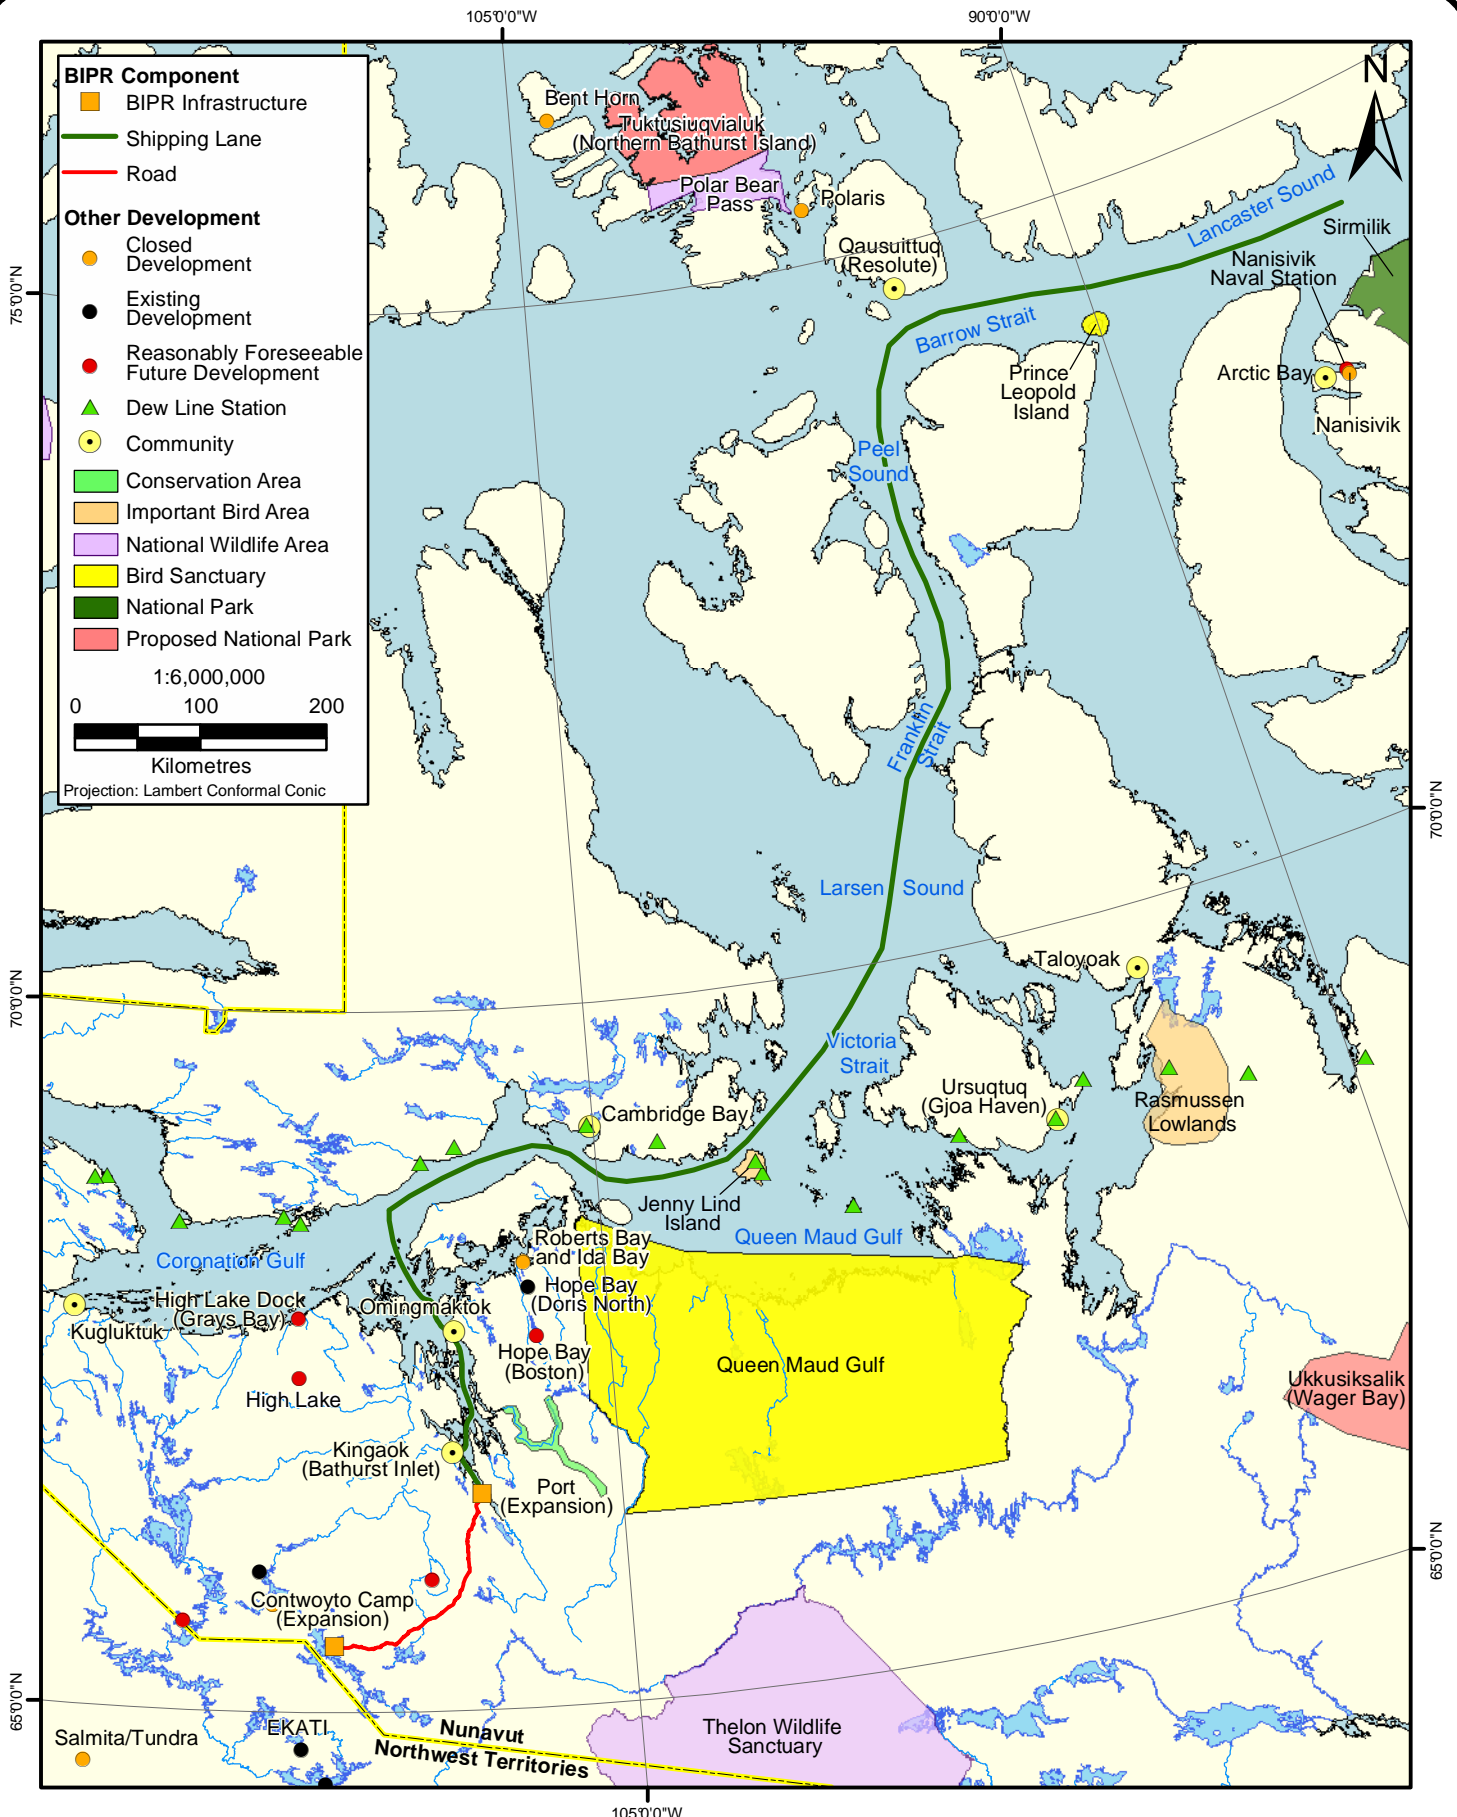 105°0'0"W
90°0'0"W
BIPR Component
BIPR Infrastructure
Shipping Lane
Road
Other Development
Closed
Development
Existing
Development
Reasonably Foreseeable
Future Development
Dew Line Station
Community
Conservation Area
Important Bird Area
National Wildlife Area
Bird Sanctuary
National Park
Proposed National Park
1:6,000,000
0 100 200
Kilometres
Projection: Lambert Conformal Conic
N
Bent Horn
Tuktusiuqvialuk
(Northern Bathurst Island)
Polar Bear
Pass
Polaris
Qausuittuq
(Resolute)
Lancaster Sound
Sirmilik
Nanisivik
Naval Station
75°0'0"N
Barrow Strait
Prince
Leopold
Island
Arctic Bay
Nanisivik
Peel
Sound
Franklin
Strait
70°0'0"N
Larsen Sound
Taloyoak
70°0'0"N
Victoria
Strait
Ursuqtuq
(Gjoa Haven)
Rasmussen
Lowlands
Cambridge Bay
Jenny Lind
Island
Queen Maud Gulf
Coronation Gulf
Roberts Bay
and Ida Bay
Hope Bay
(Doris North)
High Lake Dock
(Grays Bay)
Omingmaktok
Kugluktuk
Hope Bay
(Boston)
Queen Maud Gulf
Ukkusiksalik
(Wager Bay)
High Lake
Kingaok
(Bathurst Inlet)
Port
(Expansion)
65°0'0"N
Contwoyto Camp
(Expansion)
65°0'0"N
Salmita/Tundra
EKATI
Nunavut
Northwest Territories
Thelon Wildlife
Sanctuary
105°0'0"W